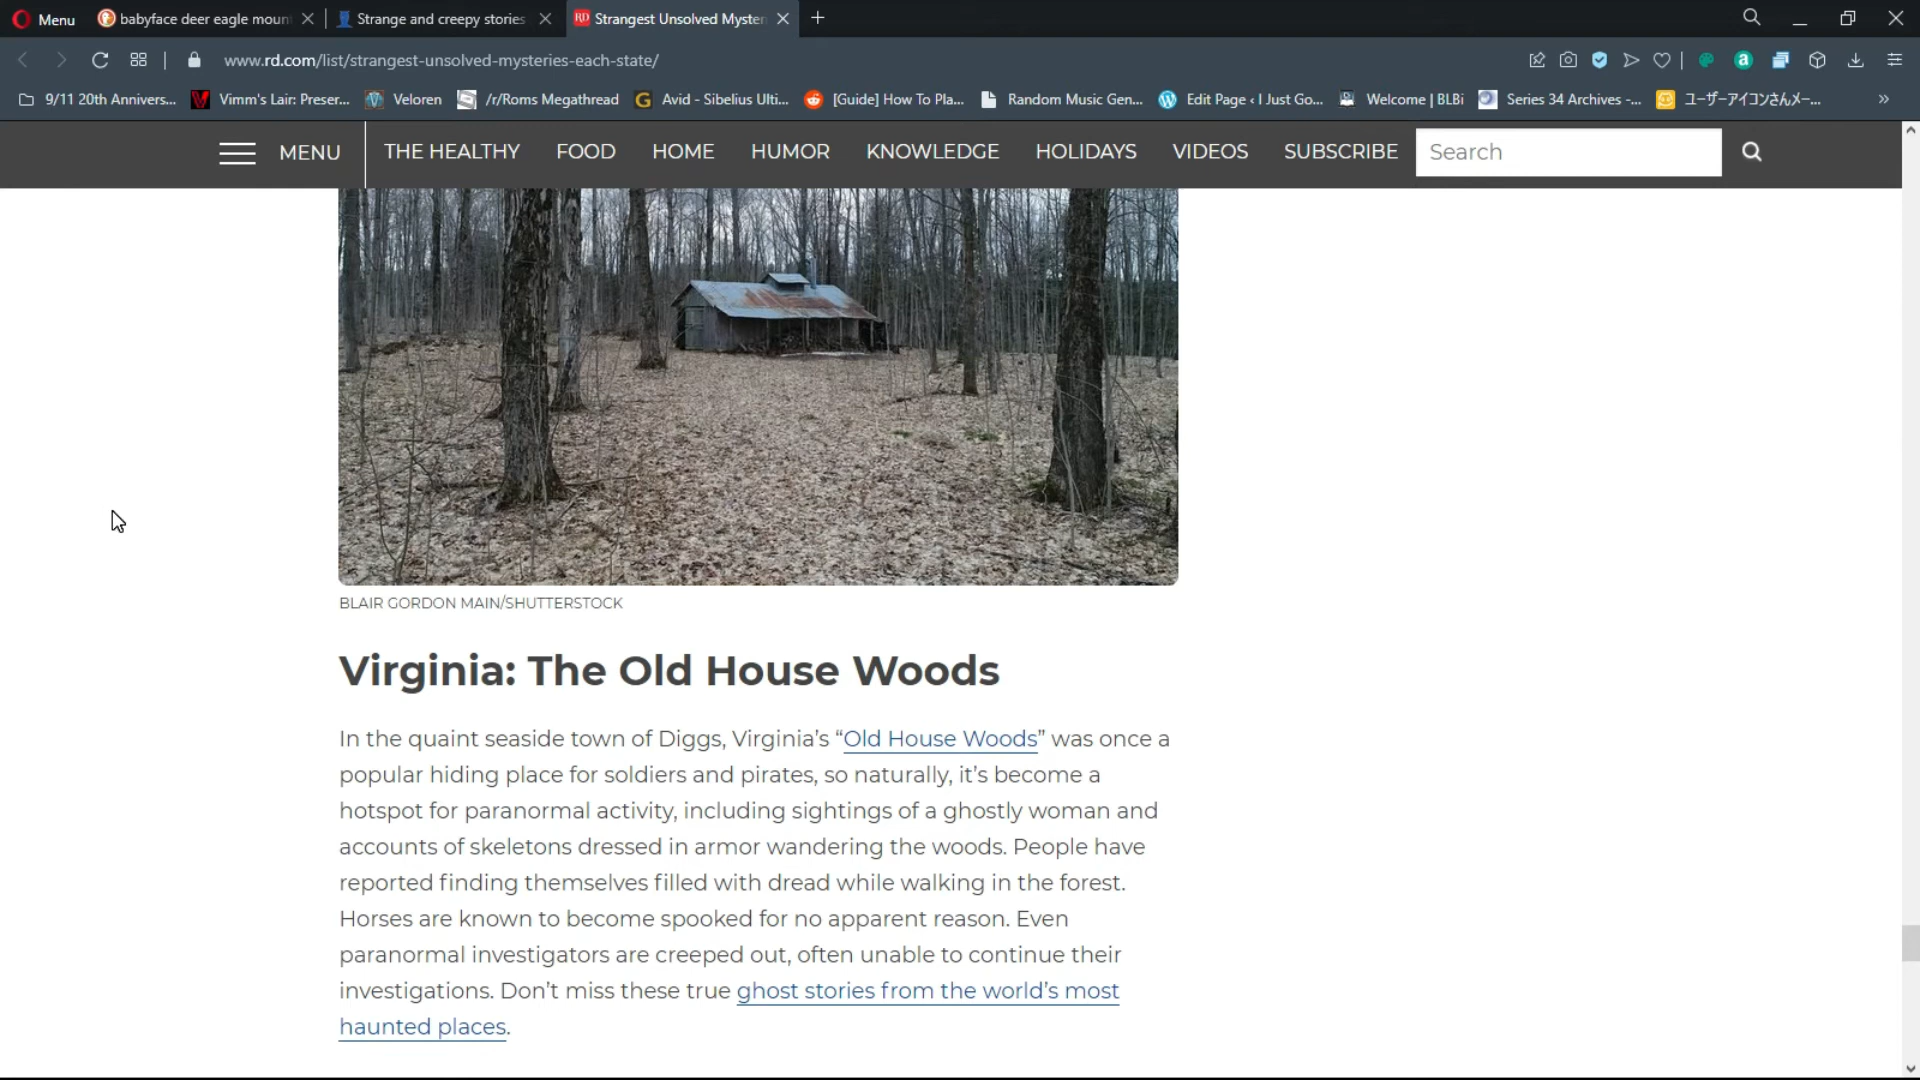 Menu
babyface deer eagle moun
Strange and creepy stories
Strangest Unsolved Myster
www.rd.com/list/strangest-unsolved-mysteries-each-state/
9/11 20th Annivers...
Vimm's Lair: Preser...
Veloren
/r/Roms Megathread
Avid - Sibelius Ulti...
[Guide] How To Pla...
Random Music Gen...
Edit Page ‹ I Just Go...
Welcome | BLBi
Series 34 Archives -...
ユーザーアイコンさんメー...
MENU
THE HEALTHY
FOOD
HOME
HUMOR
KNOWLEDGE
HOLIDAYS
VIDEOS
SUBSCRIBE
Search
BLAIR GORDON MAIN/SHUTTERSTOCK
Virginia: The Old House Woods
In the quaint seaside town of Diggs, Virginia's “Old House Woods” was once a
popular hiding place for soldiers and pirates, so naturally, it's become a
hotspot for paranormal activity, including sightings of a ghostly woman and
accounts of skeletons dressed in armor wandering the woods. People have
reported finding themselves filled with dread while walking in the forest.
Horses are known to become spooked for no apparent reason. Even
paranormal investigators are creeped out, often unable to continue their
investigations. Don't miss these true ghost stories from the world's most
haunted places.